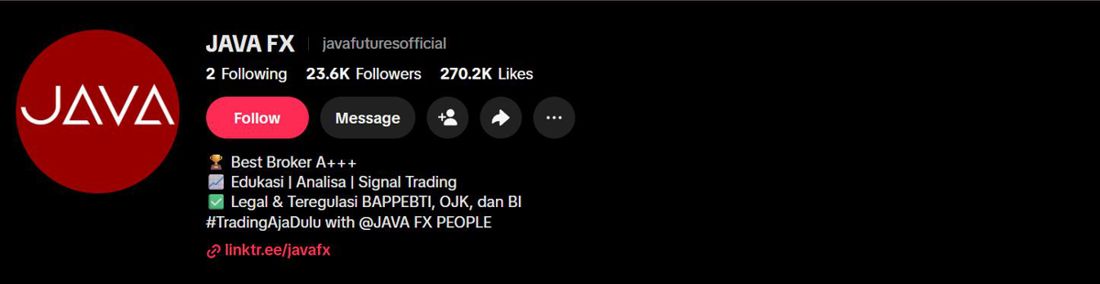 JAVA
JAVA FX javafuturesofficial
2 Following 23.6K Followers 270.2K Likes
Follow Message
🏆 Best Broker A+++
📈 Edukasi | Analisa | Signal Trading
✅ Legal & Teregulasi BAPPEBTI, OJK, dan BI
#TradingAjaDulu with @JAVA FX PEOPLE
linktr.ee/javafx